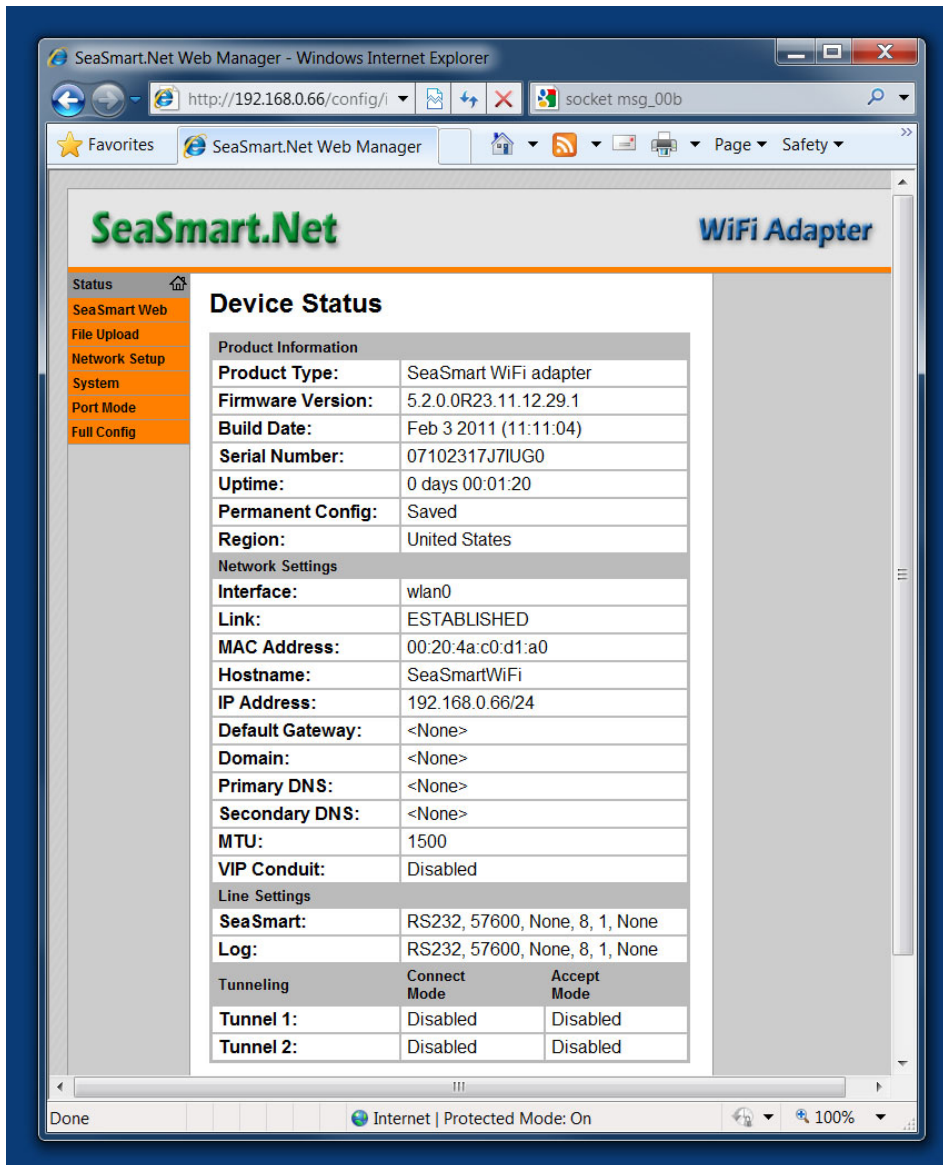 SeaSmart.Net Web Manager - Windows Internet Explorer
http://192.168.0.66/config/i
socket msg_00b
Favorites
SeaSmart.Net Web Manager
Page
Safety
SeaSmart.Net
WiFi Adapter
Status
SeaSmart Web
File Upload
Network Setup
System
Port Mode
Full Config
Device Status
Product Information
Product Type: SeaSmart WiFi adapter
Firmware Version: 5.2.0.0R23.11.12.29.1
Build Date: Feb 3 2011 (11:11:04)
Serial Number: 07102317J7IUG0
Uptime: 0 days 00:01:20
Permanent Config: Saved
Region: United States
Network Settings
Interface: wlan0
Link: ESTABLISHED
MAC Address: 00:20:4a:c0:d1:a0
Hostname: SeaSmartWiFi
IP Address: 192.168.0.66/24
Default Gateway: <None>
Domain: <None>
Primary DNS: <None>
Secondary DNS: <None>
MTU: 1500
VIP Conduit: Disabled
Line Settings
SeaSmart: RS232, 57600, None, 8, 1, None
Log: RS232, 57600, None, 8, 1, None
Tunneling Connect Mode Accept Mode
Tunnel 1: Disabled Disabled
Tunnel 2: Disabled Disabled
Done
Internet | Protected Mode: On
100%